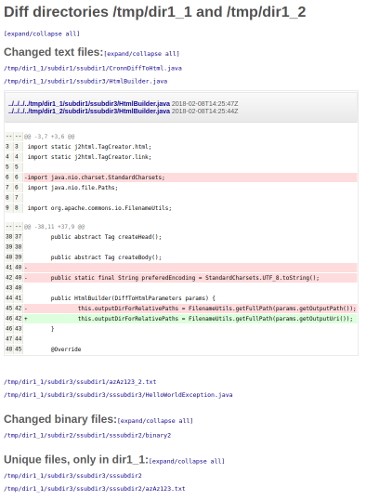 Diff directories /tmp/dir1_1 and /tmp/dir1_2
[expand/collapse all]
Changed text files:[expand/collapse all]
/tmp/dir1_1/subdir1/ssubdir1/CronnDiffToHtml.java
/tmp/dir1_1/subdir1/ssubdir3/HtmlBuilder.java
../../../../tmp/dir1_1/subdir1/ssubdir3/HtmlBuilder.java 2018-02-08T14:25:47Z
../../../../tmp/dir1_2/subdir1/ssubdir3/HtmlBuilder.java 2018-02-08T14:25:44Z
-- -- @@ -3,7 +3,6 @@
3 3 import static j2html.TagCreator.html;
4 4 import static j2html.TagCreator.link;
5 5
6 6 -import java.nio.charset.StandardCharsets;
7 6 import java.nio.file.Paths;
8 7
9 8 import org.apache.commons.io.FilenameUtils;
-- -- @@ -38,11 +37,9 @@
38 37 public abstract Tag createHead();
39 38
40 39 public abstract Tag createBody();
41 40 -
42 40 - public static final String preferedEncoding = StandardCharsets.UTF_8.toString();
43 40
44 41 public HtmlBuilder(DiffToHtmlParameters params) {
45 42 - this.outputDirForRelativePaths = FilenameUtils.getFullPath(params.getOutputPath());
46 42 + this.outputDirForRelativePaths = FilenameUtils.getFullPath(params.getOutputUri());
46 43 }
47 44
48 45 @Override
/tmp/dir1_1/subdir3/ssubdir1/azAz123_2.txt
/tmp/dir1_1/subdir3/ssubdir3/HelloWorldException.java
Changed binary files:[expand/collapse all]
/tmp/dir1_1/subdir2/ssubdir1/sssubdir2/binary2
Unique files, only in dir1_1:[expand/collapse all]
/tmp/dir1_1/subdir3/ssubdir3/sssubdir2
/tmp/dir1_1/subdir3/ssubdir3/sssubdir2/azAz123.txt